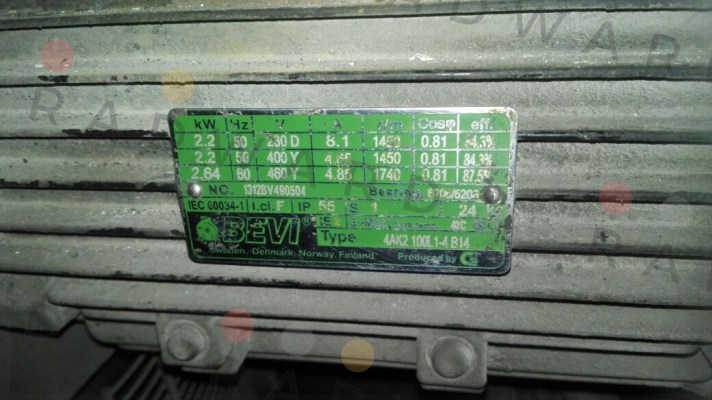 kW Hz V A r/m Cosφ eff.
2.2 50 230 D 8.1 1450 0.81 84.3%
2.2 50 400 Y 4.65 1450 0.81 84.3%
2.64 60 460 Y 4.85 1740 0.81 87.5%
NO. 13128V490504 Bearing
IEC 60034-1 I.cl. F IP 55 S 1 24
BEVI®
Type 4AK2 100L1-4 B14
Sweden, Denmark, Norway, Finland Produced by